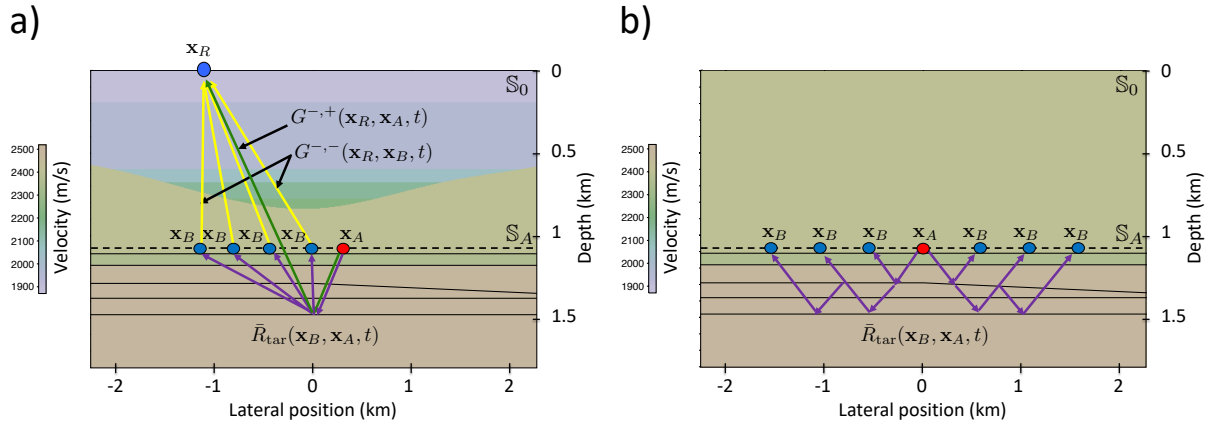 a)
x_R
0
𝕊_0
G^{-,+}(x_R, x_A, t)
G^{-,-}(x_R, x_B, t)
0.5
2500
2400
2300
2200
2100
2000
1900
Velocity (m/s)
x_B x_B x_B x_B x_A
𝕊_A
1
Depth (km)
1.5
R̄_tar(x_B, x_A, t)
-2 -1 0 1 2
Lateral position (km)
b)
0
𝕊_0
0.5
2500
2400
2300
2200
2100
2000
1900
Velocity (m/s)
x_B x_B x_B x_A x_B x_B x_B
𝕊_A
1
Depth (km)
1.5
R̄_tar(x_B, x_A, t)
-2 -1 0 1 2
Lateral position (km)